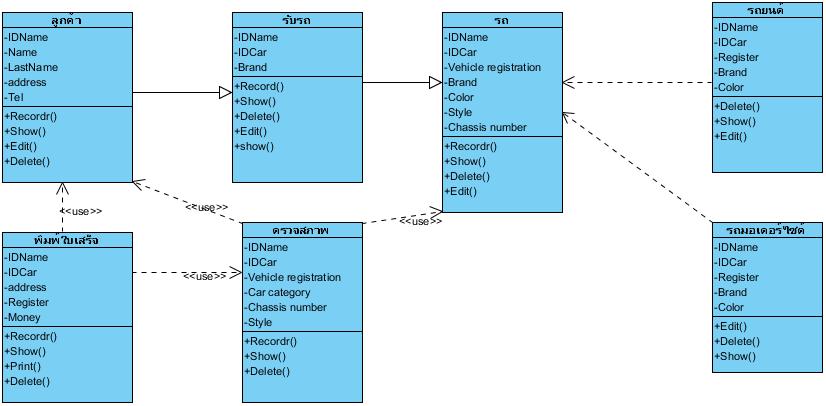 ลูกค้า
-IDName
-Name
-LastName
-address
-Tel
+Recordr()
+Show()
+Edit()
+Delete()
รับรถ
-IDName
-IDCar
-Brand
+Record()
+Show()
+Delete()
+Edit()
+show()
รถ
-IDName
-IDCar
-Vehicle registration
-Brand
-Color
-Style
-Chassis number
+Recordr()
+Show()
+Delete()
+Edit()
รถยนต์
-IDName
-IDCar
-Register
-Brand
-Color
+Delete()
+Show()
+Edit()
<<use>>
<<use>>
<<use>>
<<use>>
พิมพ์ใบเสร็จ
-IDName
-IDCar
-address
-Register
-Money
+Recordr()
+Show()
+Print()
+Delete()
ตรวจสภาพ
-IDName
-IDCar
-Vehicle registration
-Car category
-Chassis number
-Style
+Recordr()
+Show()
+Delete()
รถมอเตอร์ไซต์
-IDName
-IDCar
-Register
-Brand
-Color
+Edit()
+Delete()
+Show()